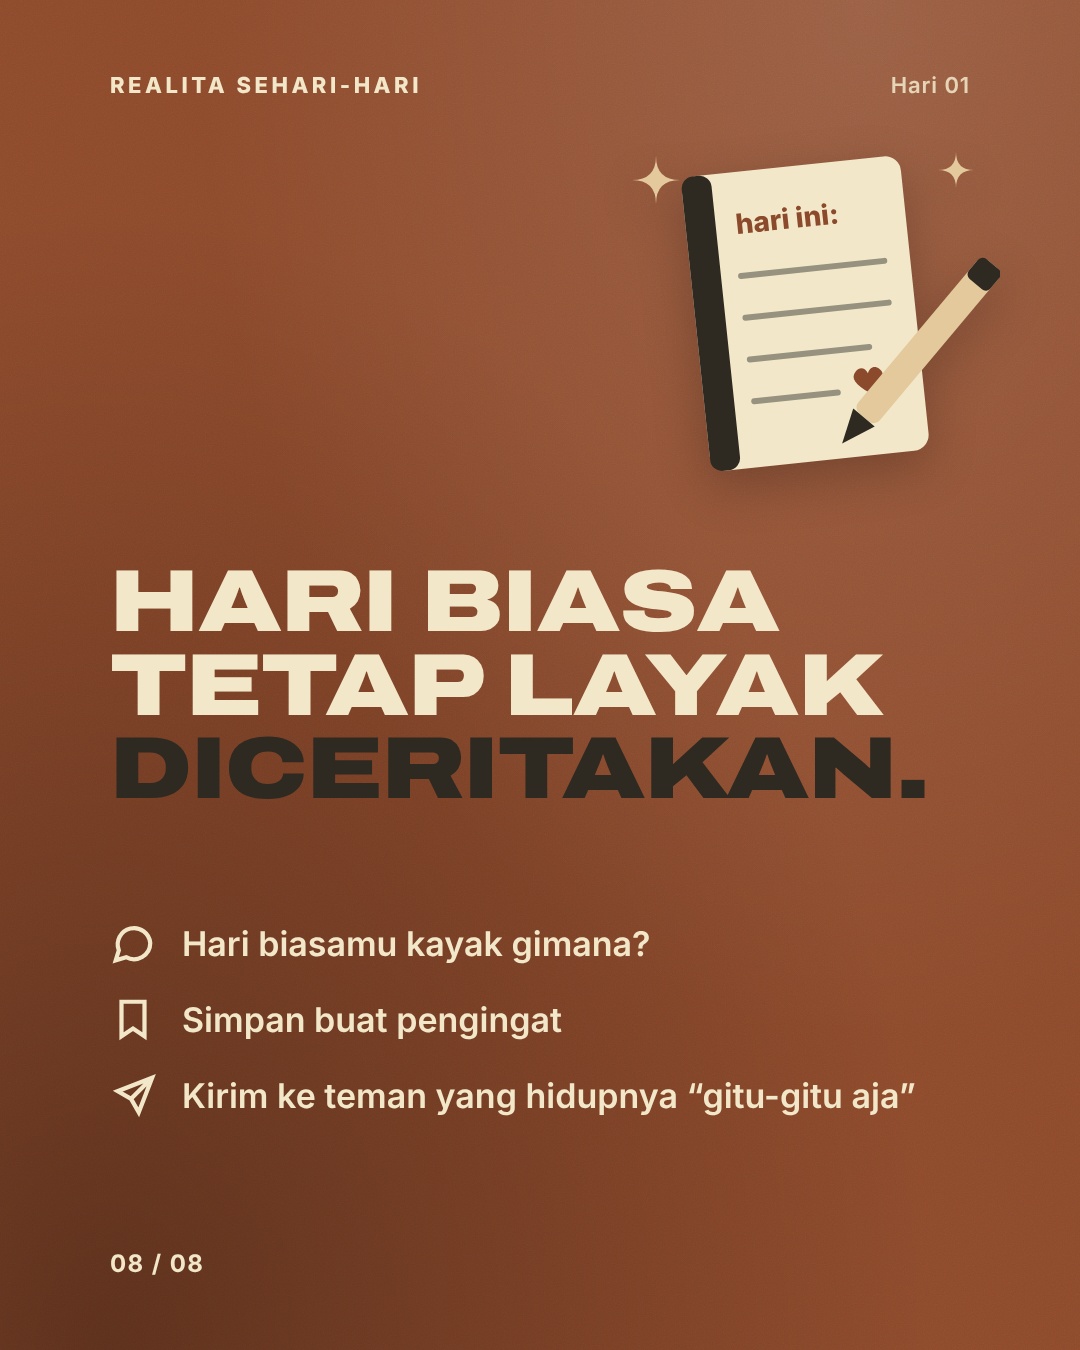 REALITA SEHARI-HARI
Hari 01
hari ini:
HARI BIASA
TETAP LAYAK
DICERITAKAN.
Hari biasamu kayak gimana?
Simpan buat pengingat
Kirim ke teman yang hidupnya “gitu-gitu aja”
08 / 08